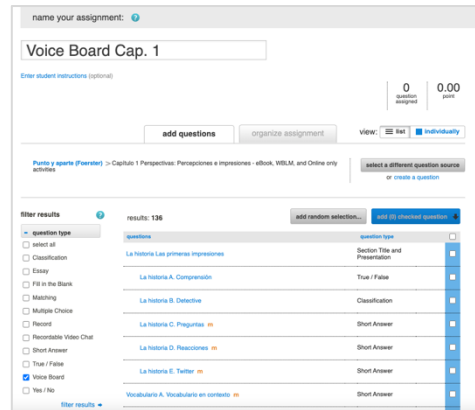 name your assignment: ?
Voice Board Cap. 1
Enter student instructions (optional)
0
question
assigned
0.00
point
add questions
organize assignment
view: list individually
Punto y aparte (Foerster) > Capítulo 1 Perspectivas: Percepciones e impresiones - eBook, WBLM, and Online only
activities
select a different question source
or create a question
filter results ?
results: 136
add random selection...
add (0) checked question
question type
select all
Classification
Essay
Fill in the Blank
Matching
Multiple Choice
Record
Recordable Video Chat
Short Answer
True / False
Voice Board
Yes / No
filter results
questions question type
La historia Las primeras impresiones Section Title and
Presentation
La historia A. Comprensión True / False
La historia B. Detective Classification
La historia C. Preguntas m Short Answer
La historia D. Reacciones m Short Answer
La historia E. Twitter m Short Answer
Vocabulario A. Vocabulario en contexto m Short Answer